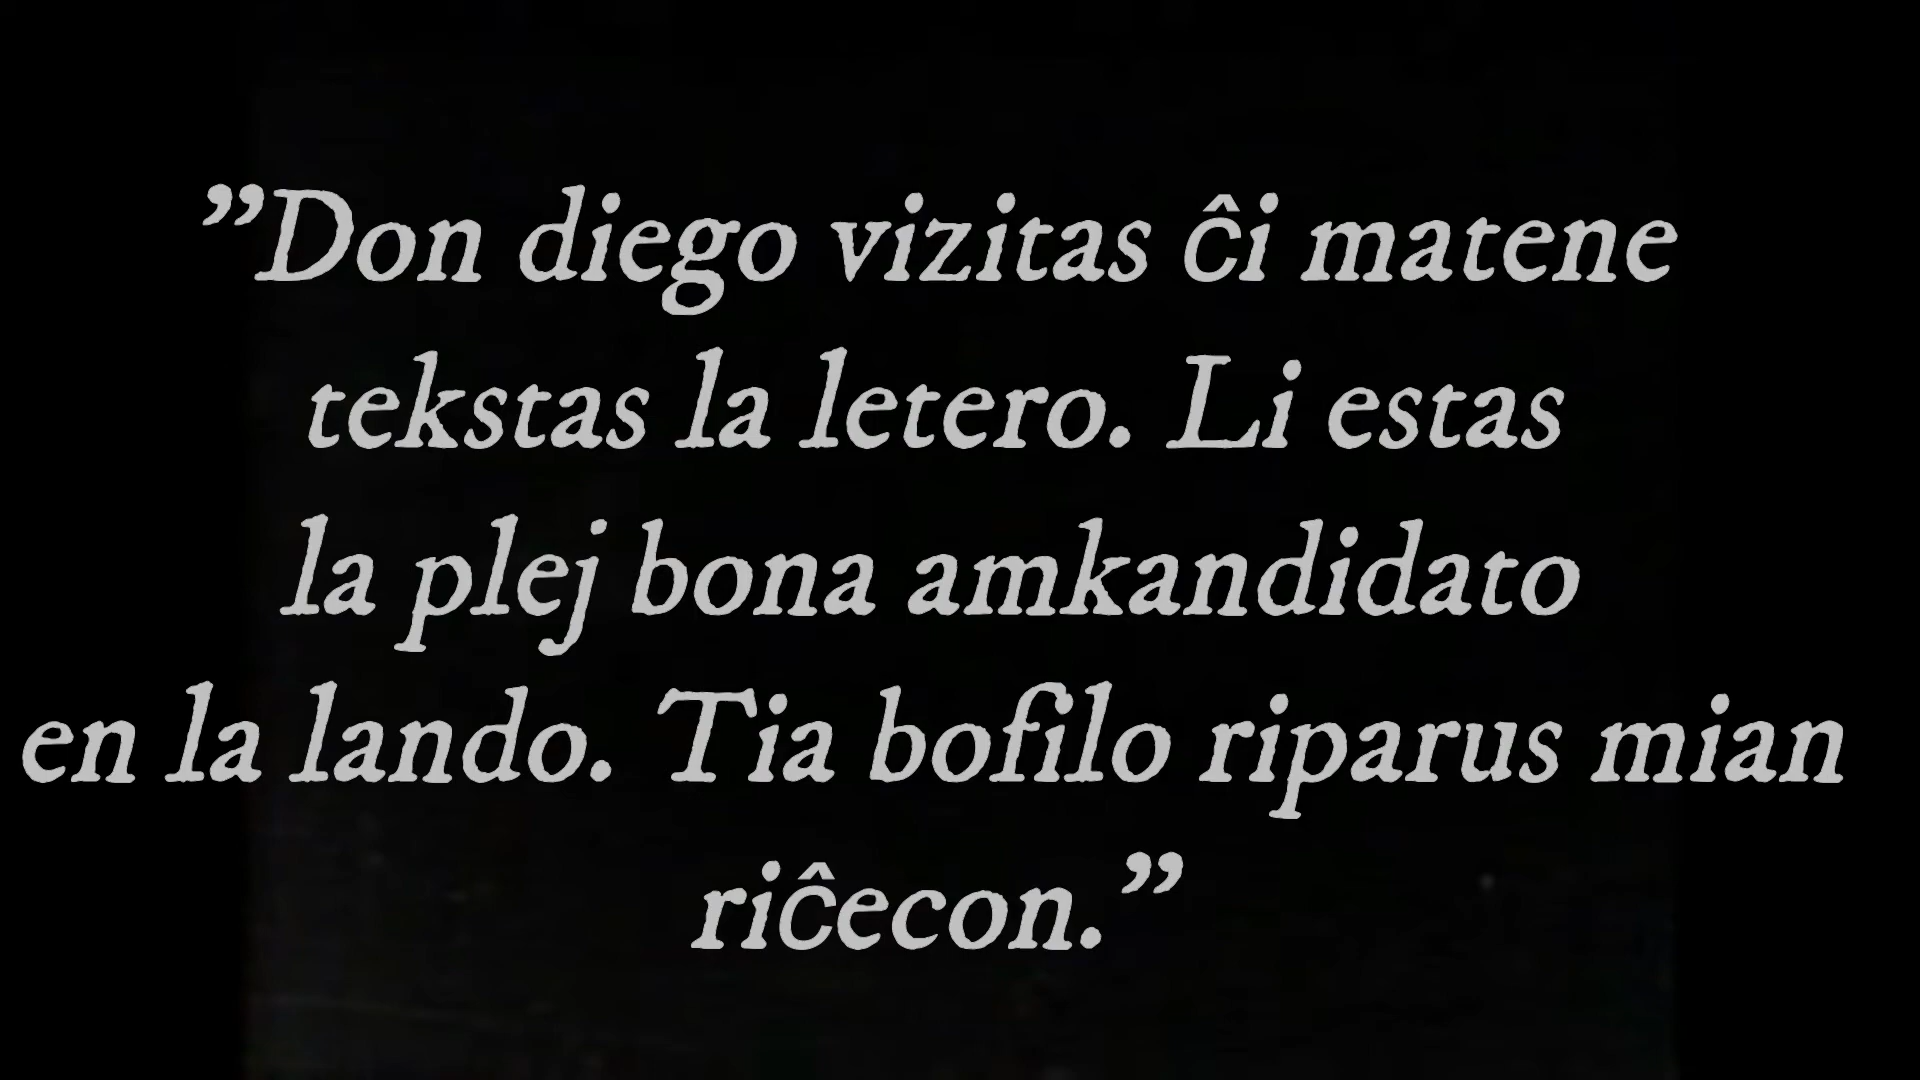 ”Don diego vizitas ĉi matene
tekstas la letero. Li estas
la plej bona amkandidato
en la lando. Tia bofilo riparus mian
riĉecon.”